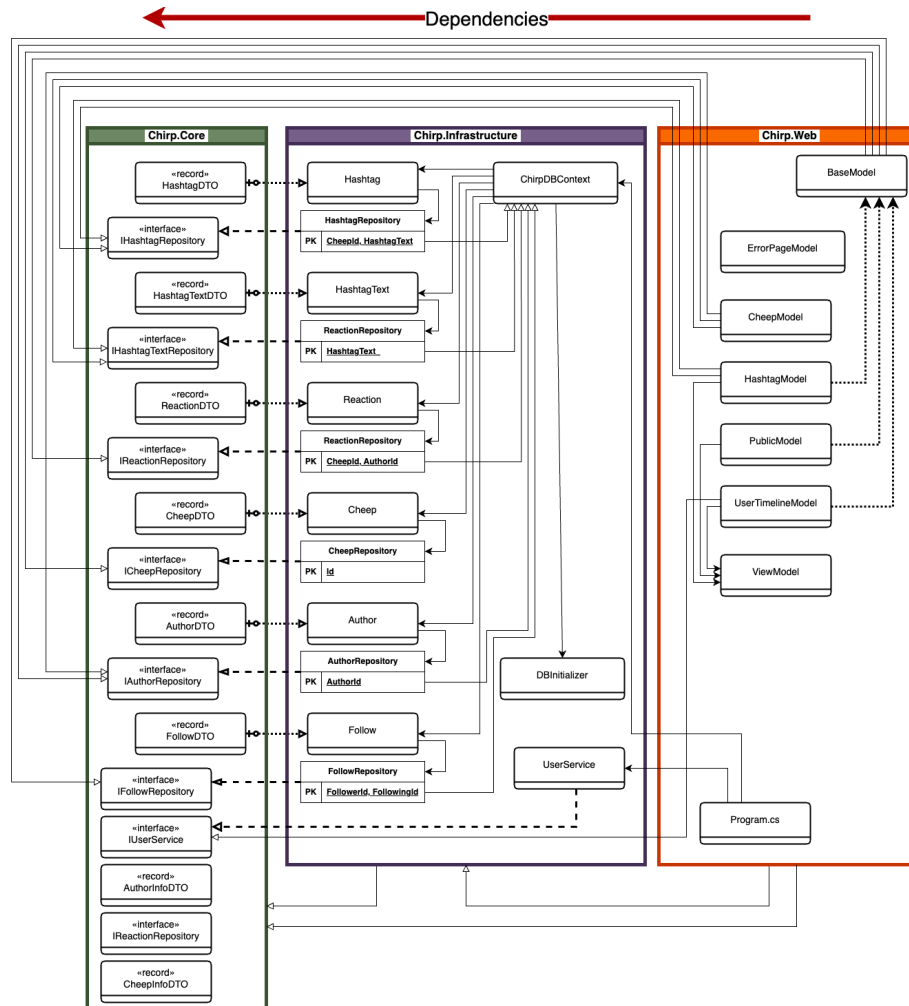 Dependencies
Chirp.Core
«record»
HashtagDTO
«interface»
IHashtagRepository
«record»
HashtagTextDTO
«interface»
IHashtagTextRepository
«record»
ReactionDTO
«interface»
IReactionRepository
«record»
CheepDTO
«interface»
ICheepRepository
«record»
AuthorDTO
«interface»
IAuthorRepository
«record»
FollowDTO
«interface»
IFollowRepository
«interface»
IUserService
«record»
AuthorInfoDTO
«interface»
IReactionRepository
«record»
CheepInfoDTO
Chirp.Infrastructure
Hashtag
ChirpDBContext
HashtagRepository
PK CheepId, HashtagText
HashtagText
ReactionRepository
PK HashtagText
Reaction
ReactionRepository
PK CheepId, AuthorId
Cheep
CheepRepository
PK Id
Author
AuthorRepository
PK AuthorId
DBInitializer
Follow
UserService
FollowRepository
PK FollowerId, FollowingId
Chirp.Web
BaseModel
ErrorPageModel
CheepModel
HashtagModel
PublicModel
UserTimelineModel
ViewModel
Program.cs